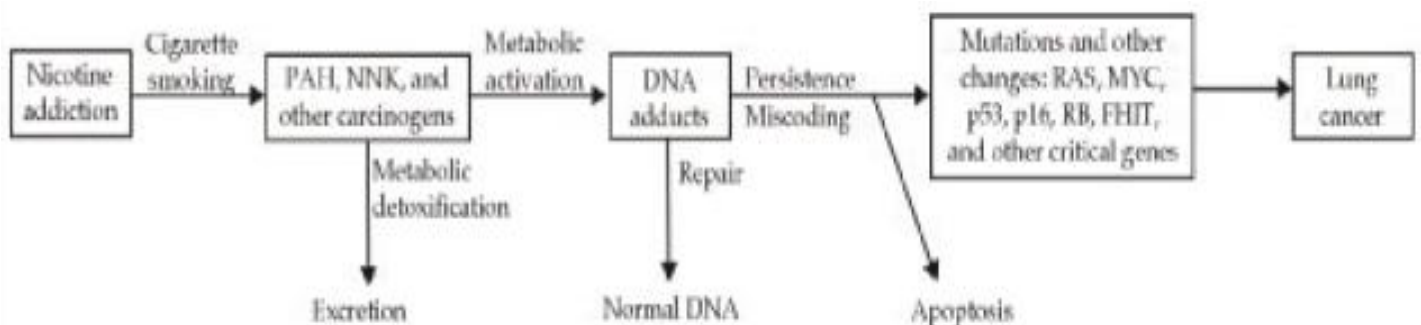 Nicotine
addiction
Cigarette
smoking
PAH, NNK, and
other carcinogens
Metabolic
activation
DNA
adducts
Persistence
Miscoding
Mutations and other
changes: RAS, MYC,
p53, p16, RB, FHIT,
and other critical genes
Lung
cancer
Metabolic
detoxification
Repair
Excretion
Normal DNA
Apoptosis